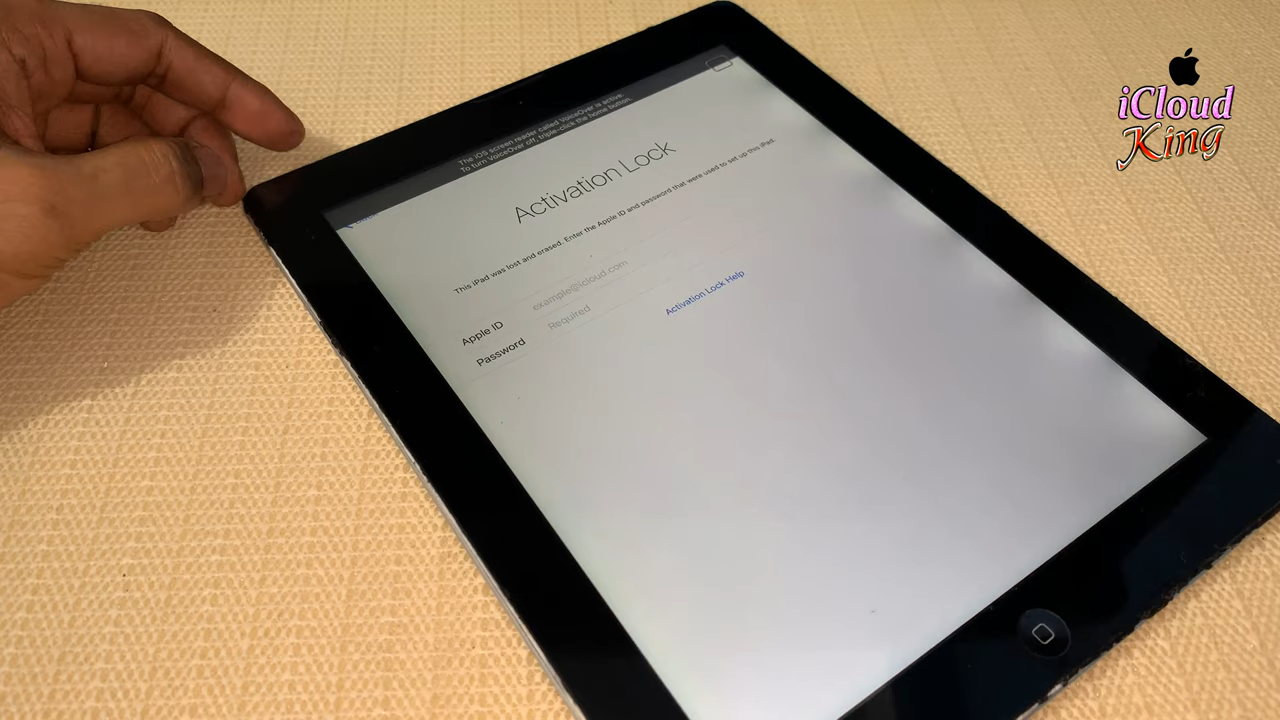 iCloud
King
The iOS screen reader called VoiceOver is active.
To turn VoiceOver off, triple-click the home button.
Activation Lock
This iPad was lost and erased. Enter the Apple ID and password that were used to set up this iPad.
Apple ID example@icloud.com
Password Required
Activation Lock Help